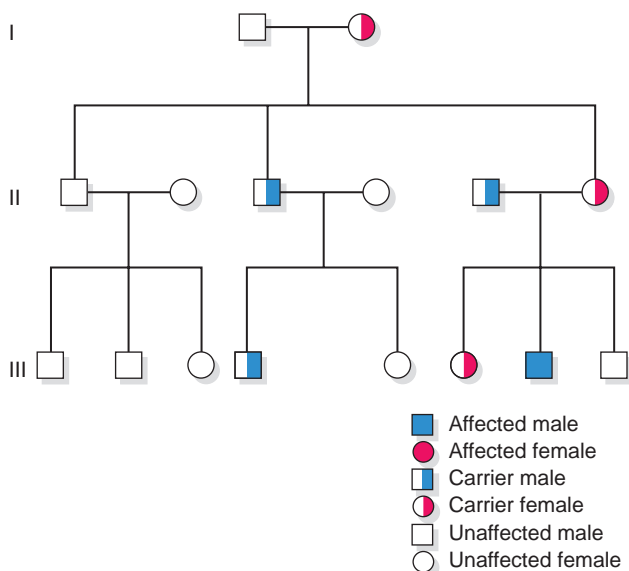 I
II
III
Affected male
Affected female
Carrier male
Carrier female
Unaffected male
Unaffected female